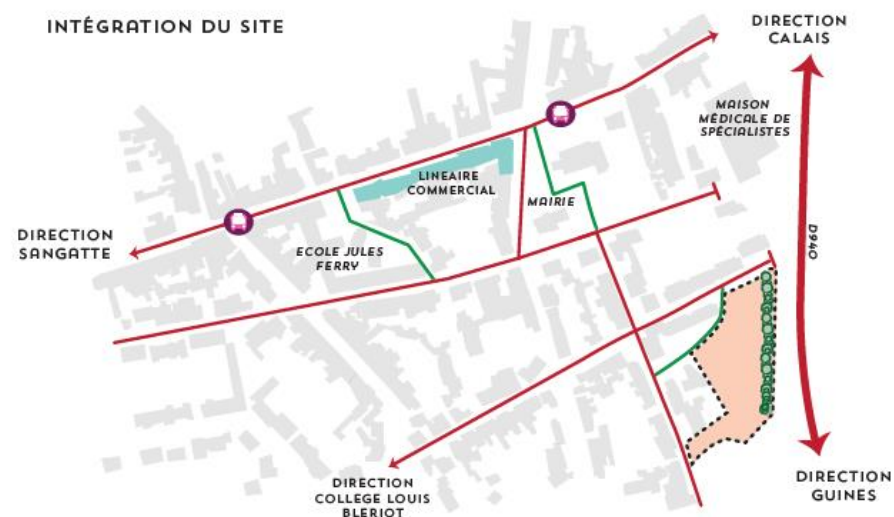 INTÉGRATION DU SITE
DIRECTION
CALAIS
MAISON
MÉDICALE DE
SPÉCIALISTES
LINEAIRE
COMMERCIAL
MAIRIE
DIRECTION
SANGATTE
ECOLE JULES
FERRY
D940
DIRECTION
COLLEGE LOUIS
BLERIOT
DIRECTION
GUINES